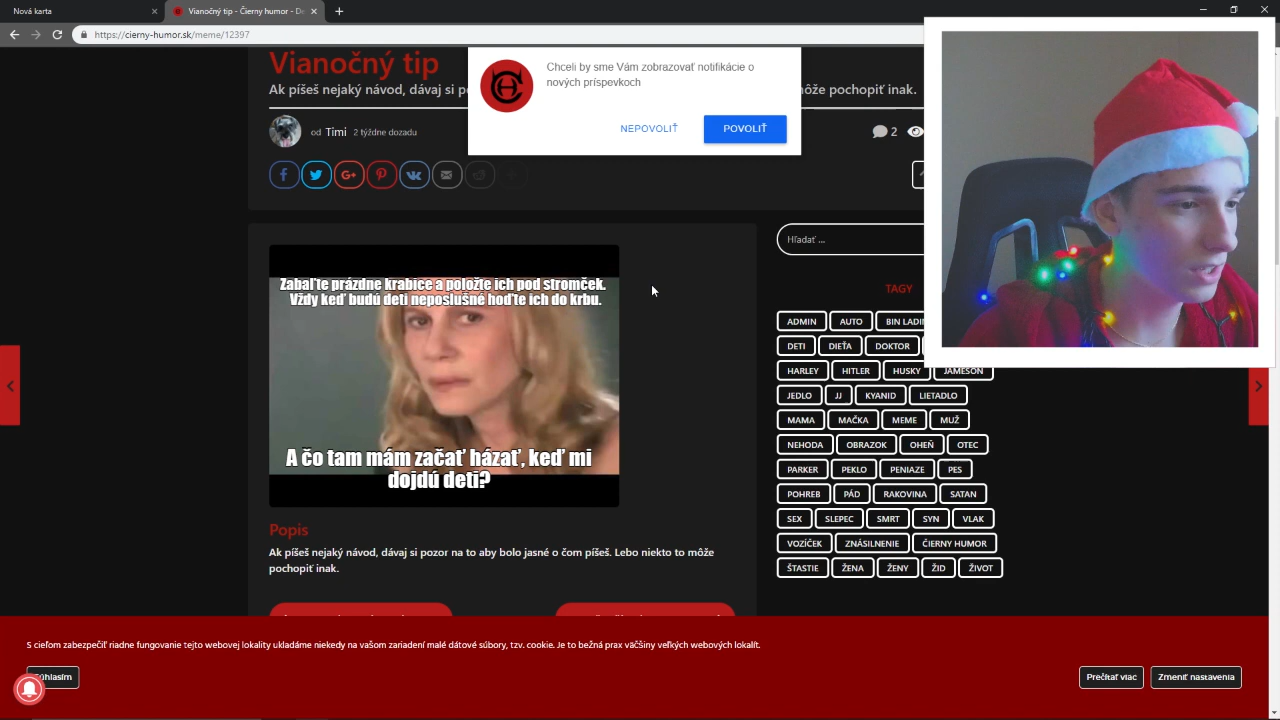 Nová karta
Vianočný tip - Čierny humor - De
https://cierny-humor.sk/meme/12397
Vianočný tip
Ak píšeš nejaký návod, dávaj si p
ôže pochopiť inak.
Chceli by sme Vám zobrazovať notifikácie o
nových príspevkoch
NEPOVOLIŤ
POVOLIŤ
od Timi 2 týždne dozadu
2
Zabaľte prázdne krabice a položte ich pod stromček.
Vždy keď budú deti neposlušné hoďte ich do krbu.
A čo tam mám začať házať, keď mi
dojdú deti?
Popis
Ak píšeš nejaký návod, dávaj si pozor na to aby bolo jasné o čom píšeš. Lebo niekto to môže
pochopiť inak.
Hľadať ...
TAGY
ADMIN AUTO BIN LADI
DETI DIEŤA DOKTOR
HARLEY HITLER HUSKY JAMESON
JEDLO JJ KYANID LIETADLO
MAMA MAČKA MEME MUŽ
NEHODA OBRAZOK OHEŇ OTEC
PARKER PEKLO PENIAZE PES
POHREB PÁD RAKOVINA SATAN
SEX SLEPEC SMRT SYN VLAK
VOZÍČEK ZNÁSILNENIE ČIERNY HUMOR
ŠTASTIE ŽENA ŽENY ŽID ŽIVOT
S cieľom zabezpečiť riadne fungovanie tejto webovej lokality ukladáme niekedy na vašom zariadení malé dátové súbory, tzv. cookie. Je to bežná prax väčšiny veľkých webových lokalít.
úhlasím
Prečítať viac
Zmeniť nastavenia